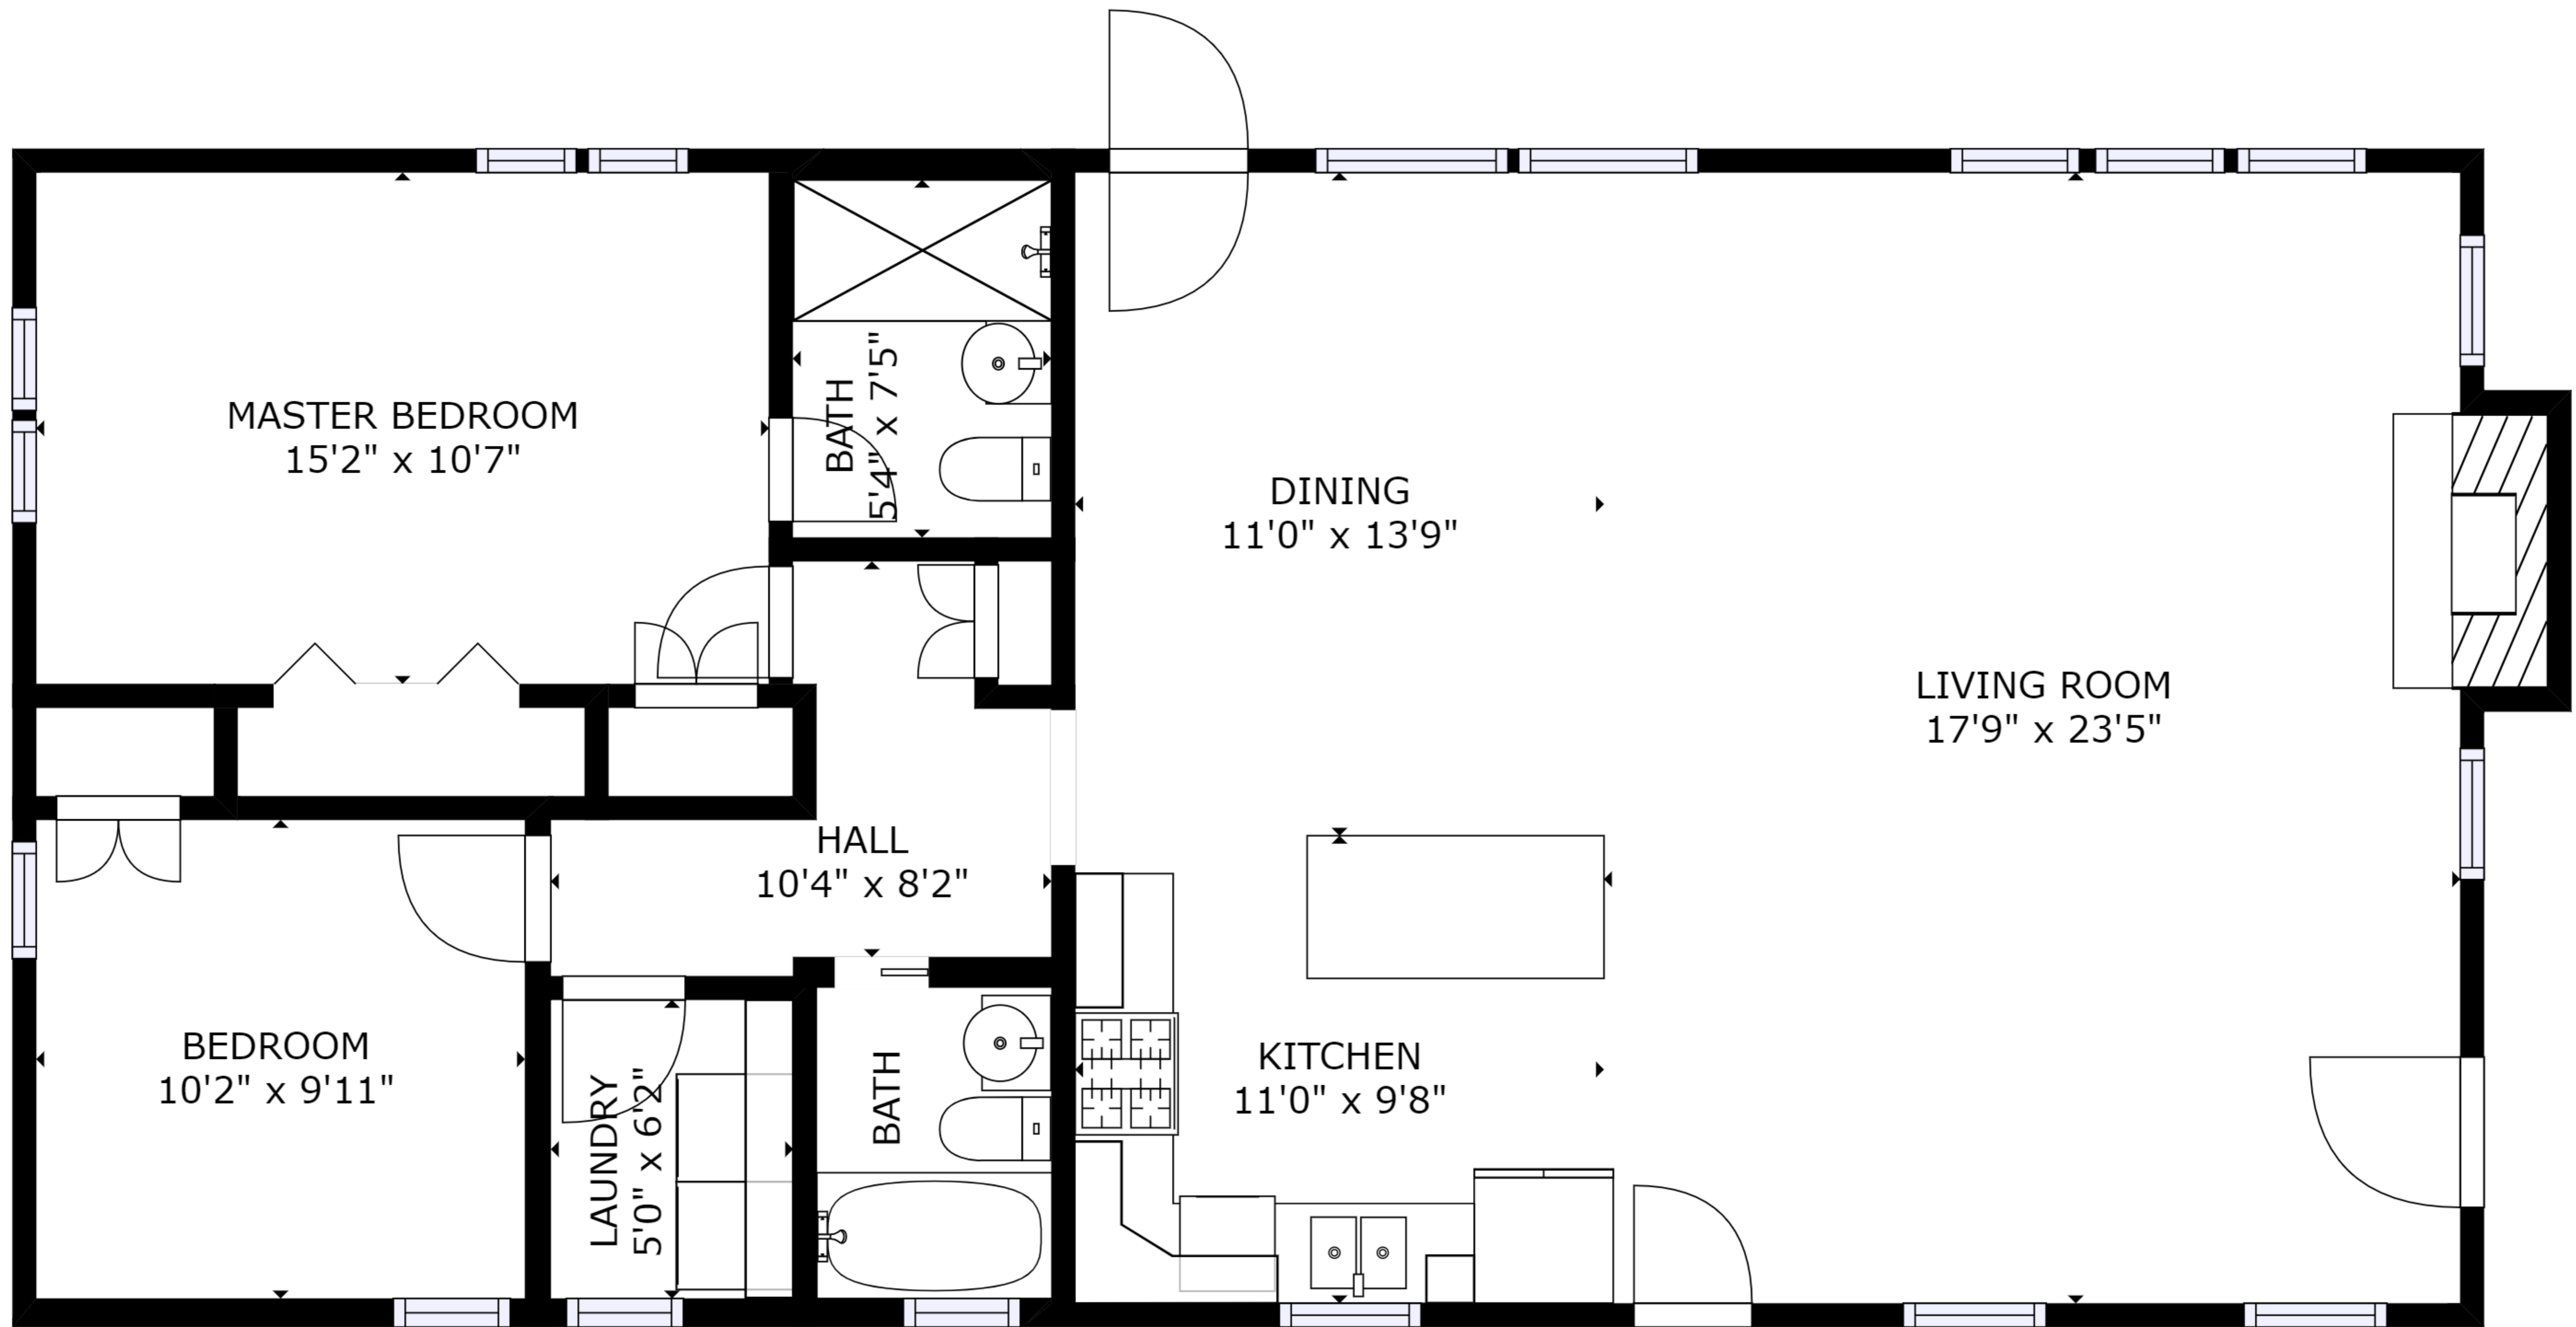 MASTER BEDROOM
15'2" x 10'7"
BATH
5'4" x 7'5"
DINING
11'0" x 13'9"
LIVING ROOM
17'9" x 23'5"
HALL
10'4" x 8'2"
BEDROOM
10'2" x 9'11"
LAUNDRY
5'0" x 6'2"
BATH
KITCHEN
11'0" x 9'8"